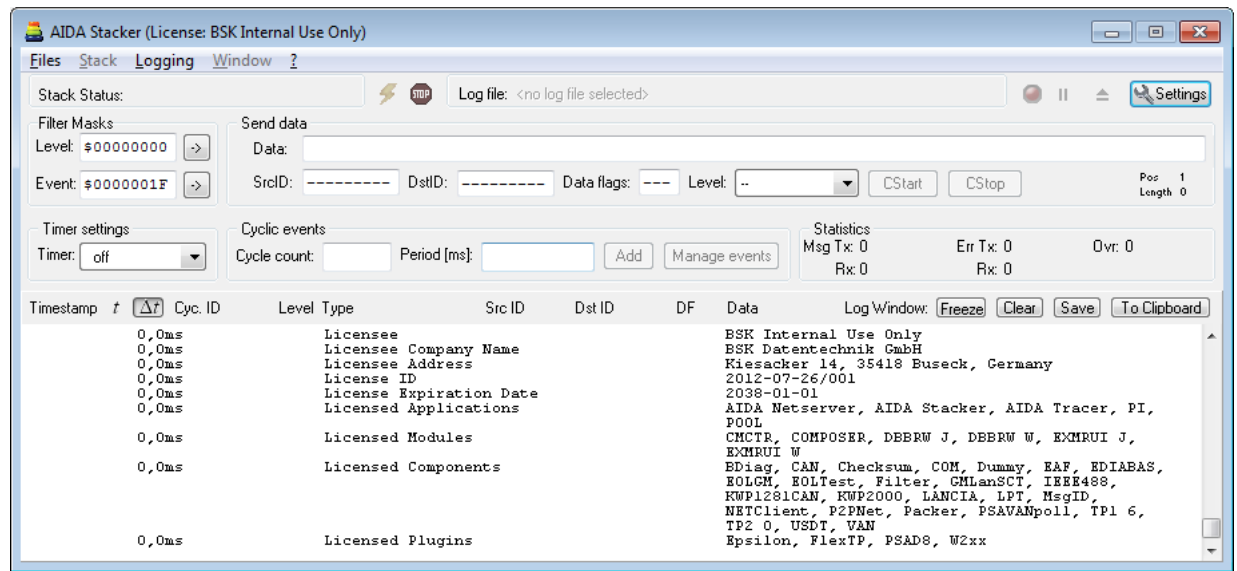 AIDA Stacker (License: BSK Internal Use Only)
Files Stack Logging Window ?
Stack Status: STOP Log file: <no log file selected> Settings
Filter Masks Send data
Level: $00000000 -> Data:
Event: $0000001F -> SrcID: --------- DstID: --------- Data flags: --- Level: -- CStart CStop Pos 1
Length 0
Timer settings Cyclic events Statistics
Timer: off Cycle count: Period [ms]: Add Manage events Msg Tx: 0 Err Tx: 0 Ovr: 0
Rx: 0 Rx: 0
Timestamp t Δt Cyc. ID Level Type Src ID Dst ID DF Data Log Window: Freeze Clear Save To Clipboard
0,0ms Licensee BSK Internal Use Only
0,0ms Licensee Company Name BSK Datentechnik GmbH
0,0ms Licensee Address Kiesacker 14, 35418 Buseck, Germany
0,0ms License ID 2012-07-26/001
0,0ms License Expiration Date 2038-01-01
0,0ms Licensed Applications AIDA Netserver, AIDA Stacker, AIDA Tracer, PI,
POOL
0,0ms Licensed Modules CMCTR, COMPOSER, DBBRW J, DBBRW W, EXMRUI J,
EXMRUI W
0,0ms Licensed Components BDiag, CAN, Checksum, COM, Dummy, EAF, EDIABAS,
EOLGM, EOLTest, Filter, GMLanSCT, IEEE488,
KWP1281CAN, KWP2000, LANCIA, LPT, MsgID,
NETClient, P2PNet, Packer, PSAVANpoll, TP1 6,
TP2 0, USDT, VAN
0,0ms Licensed Plugins Epsilon, FlexTP, PSAD8, W2xx